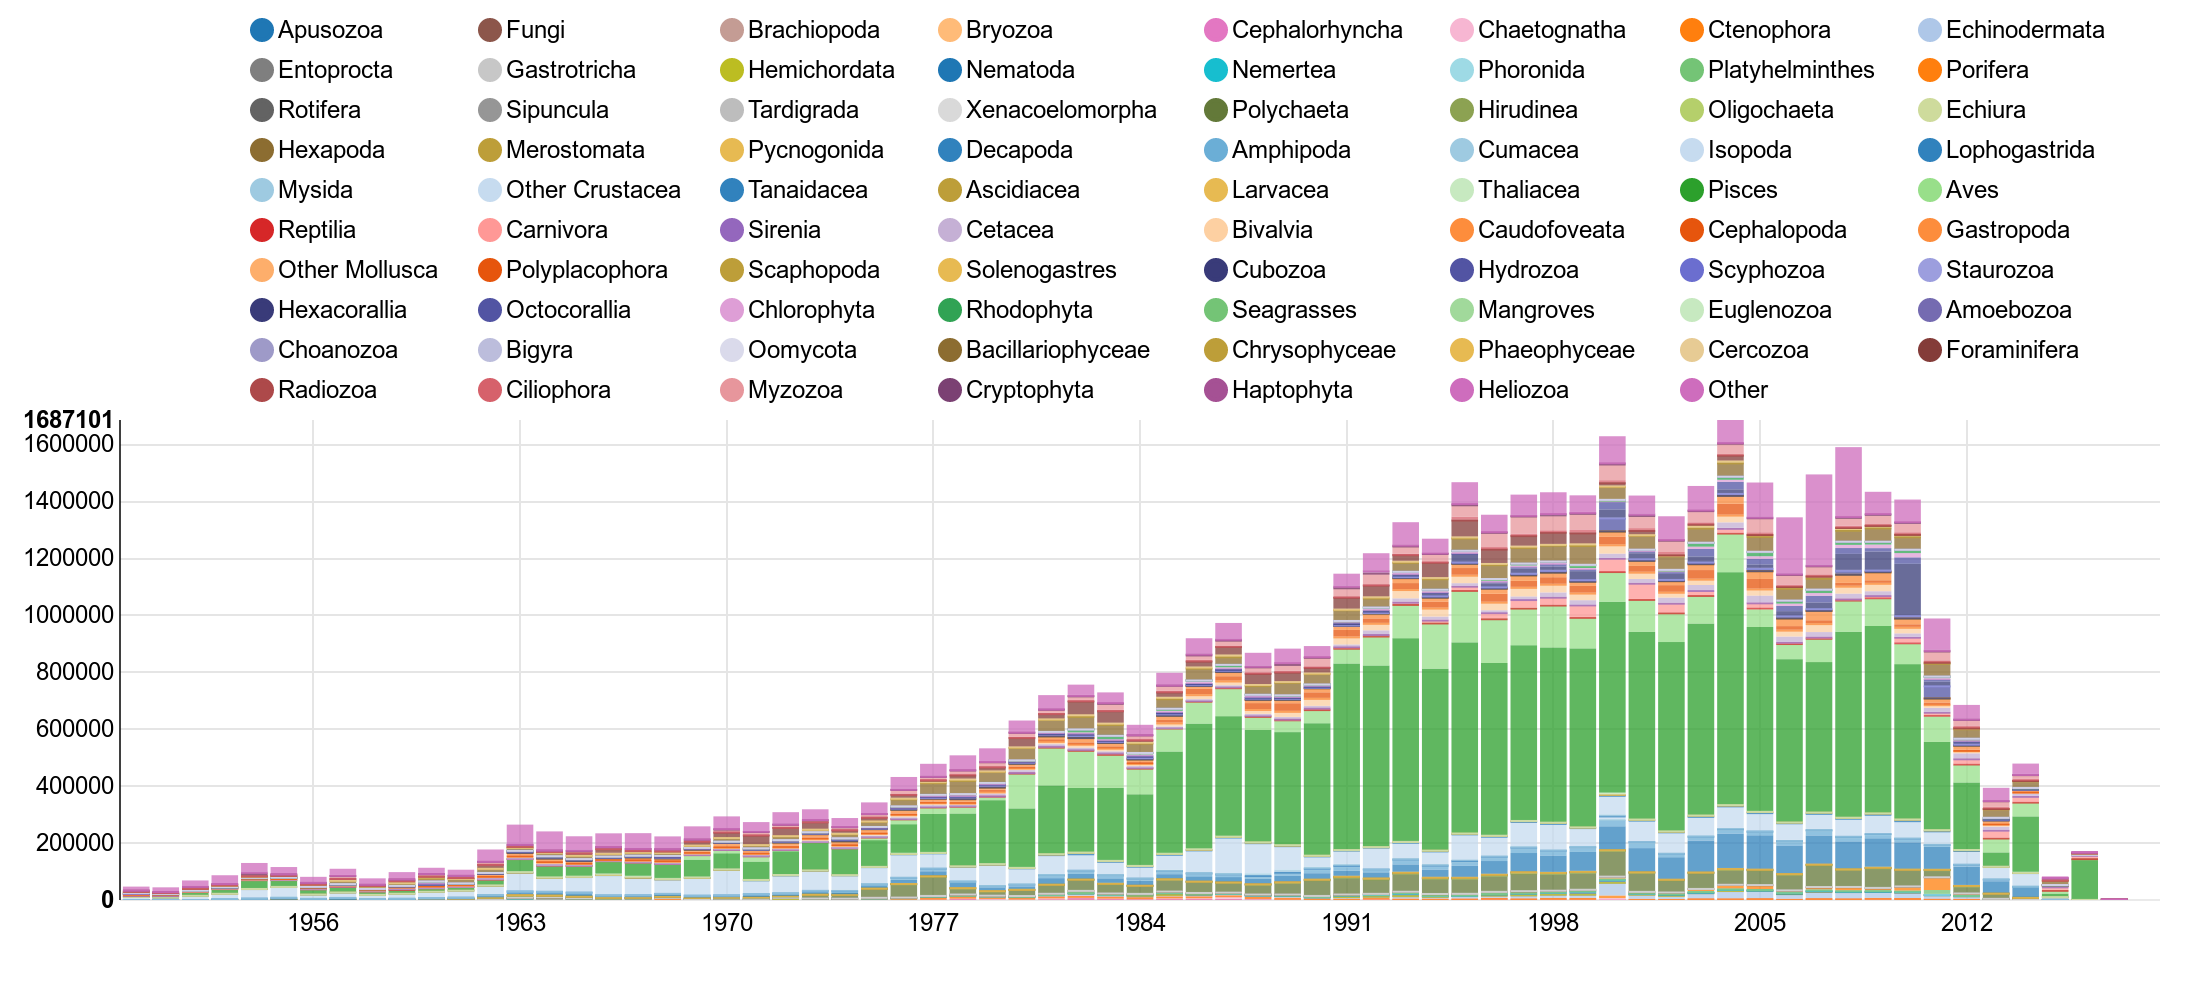 Apusozoa Fungi Brachiopoda Bryozoa Cephalorhyncha Chaetognatha Ctenophora Echinodermata
Entoprocta Gastrotricha Hemichordata Nematoda Nemertea Phoronida Platyhelminthes Porifera
Rotifera Sipuncula Tardigrada Xenacoelomorpha Polychaeta Hirudinea Oligochaeta Echiura
Hexapoda Merostomata Pycnogonida Decapoda Amphipoda Cumacea Isopoda Lophogastrida
Mysida Other Crustacea Tanaidacea Ascidiacea Larvacea Thaliacea Pisces Aves
Reptilia Carnivora Sirenia Cetacea Bivalvia Caudofoveata Cephalopoda Gastropoda
Other Mollusca Polyplacophora Scaphopoda Solenogastres Cubozoa Hydrozoa Scyphozoa Staurozoa
Hexacorallia Octocorallia Chlorophyta Rhodophyta Seagrasses Mangroves Euglenozoa Amoebozoa
Choanozoa Bigyra Oomycota Bacillariophyceae Chrysophyceae Phaeophyceae Cercozoa Foraminifera
Radiozoa Ciliophora Myzozoa Cryptophyta Haptophyta Heliozoa Other
1687101
1600000
1400000
1200000
1000000
800000
600000
400000
200000
0
1956 1963 1970 1977 1984 1991 1998 2005 2012